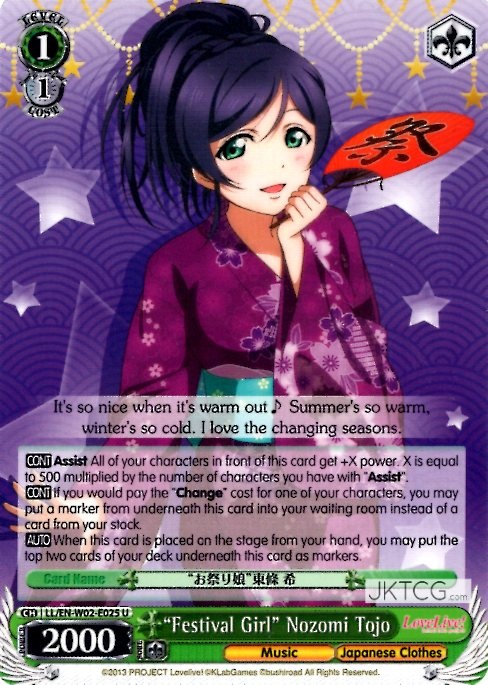 LEVEL
1
1
COST
祭
It's so nice when it's warm out♪ Summer's so warm,
winter's so cold. I love the changing seasons.
CONT Assist All of your characters in front of this card get +X power. X is equal
to 500 multiplied by the number of characters you have with "Assist".
CONT If you would pay the "Change" cost for one of your characters, you may
put a marker from underneath this card into your waiting room instead of a
card from your stock.
AUTO When this card is placed on the stage from your hand, you may put the
top two cards of your deck underneath this card as markers.
Card Name
“お祭り娘”東條 希
JKTCG.com
LL/EN-W02-E025 U
POWER
2000
“Festival Girl” Nozomi Tojo
LoveLive!
Music
Japanese Clothes
©2013 PROJECT Lovelive! ©KLabGames ©bushiroad All Rights Reserved.